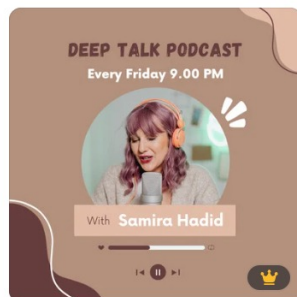 DEEP TALK PODCAST
Every Friday 9.00 PM
With Samira Hadid